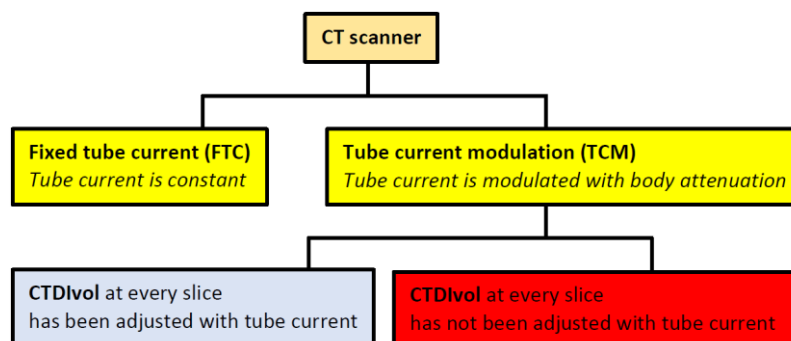 CT scanner
Fixed tube current (FTC)
Tube current is constant
Tube current modulation (TCM)
Tube current is modulated with body attenuation
CTDIvol at every slice
has been adjusted with tube current
CTDIvol at every slice
has not been adjusted with tube current